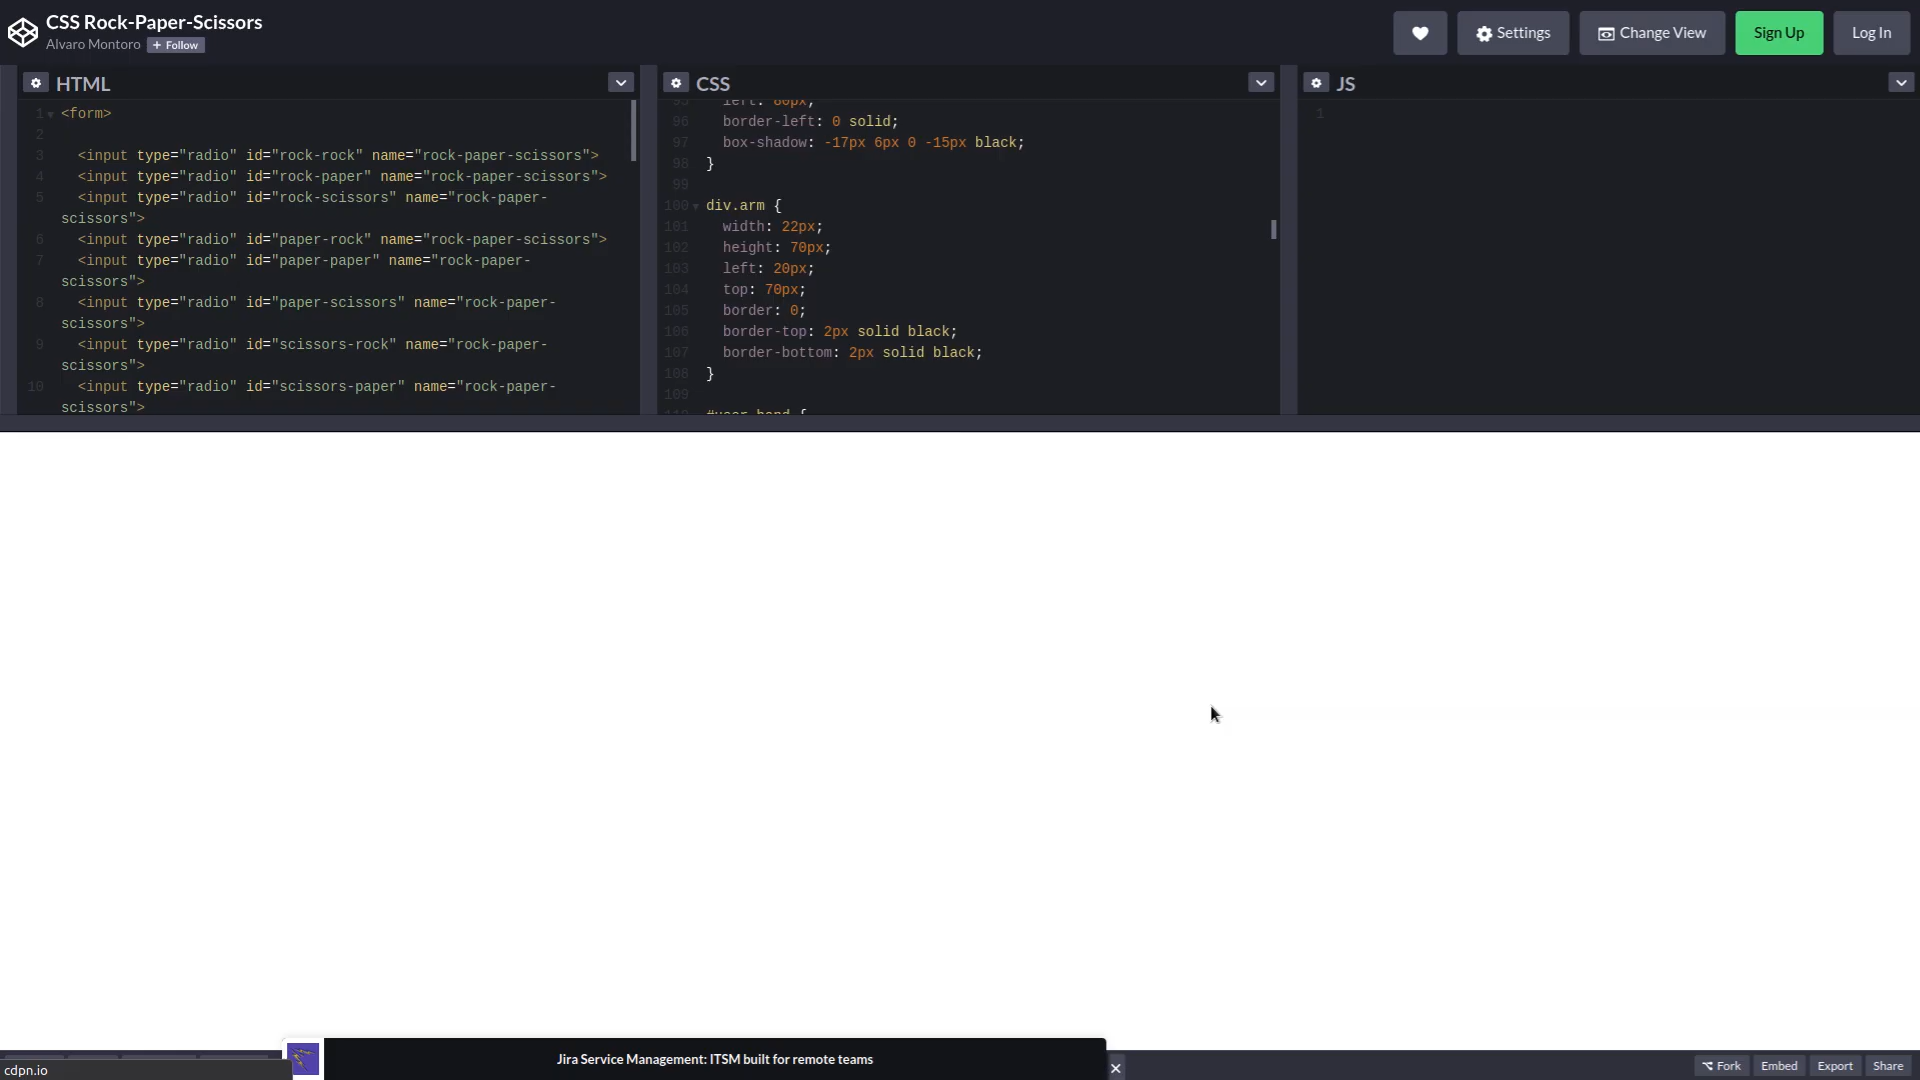 CSS Rock-Paper-Scissors
Alvaro Montoro
+ Follow
Settings
Change View
Sign Up
Log In
HTML
1 <form>
2
3 <input type="radio" id="rock-rock" name="rock-paper-scissors">
4 <input type="radio" id="rock-paper" name="rock-paper-scissors">
5 <input type="radio" id="rock-scissors" name="rock-paper-
scissors">
6 <input type="radio" id="paper-rock" name="rock-paper-scissors">
7 <input type="radio" id="paper-paper" name="rock-paper-
scissors">
8 <input type="radio" id="paper-scissors" name="rock-paper-
scissors">
9 <input type="radio" id="scissors-rock" name="rock-paper-
scissors">
10 <input type="radio" id="scissors-paper" name="rock-paper-
scissors">
CSS
95 left: 80px;
96 border-left: 0 solid;
97 box-shadow: -17px 6px 0 -15px black;
98 }
99
100 div.arm {
101 width: 22px;
102 height: 70px;
103 left: 20px;
104 top: 70px;
105 border: 0;
106 border-top: 2px solid black;
107 border-bottom: 2px solid black;
108 }
109
JS
1
Jira Service Management: ITSM built for remote teams
cdpn.io
Fork
Embed
Export
Share